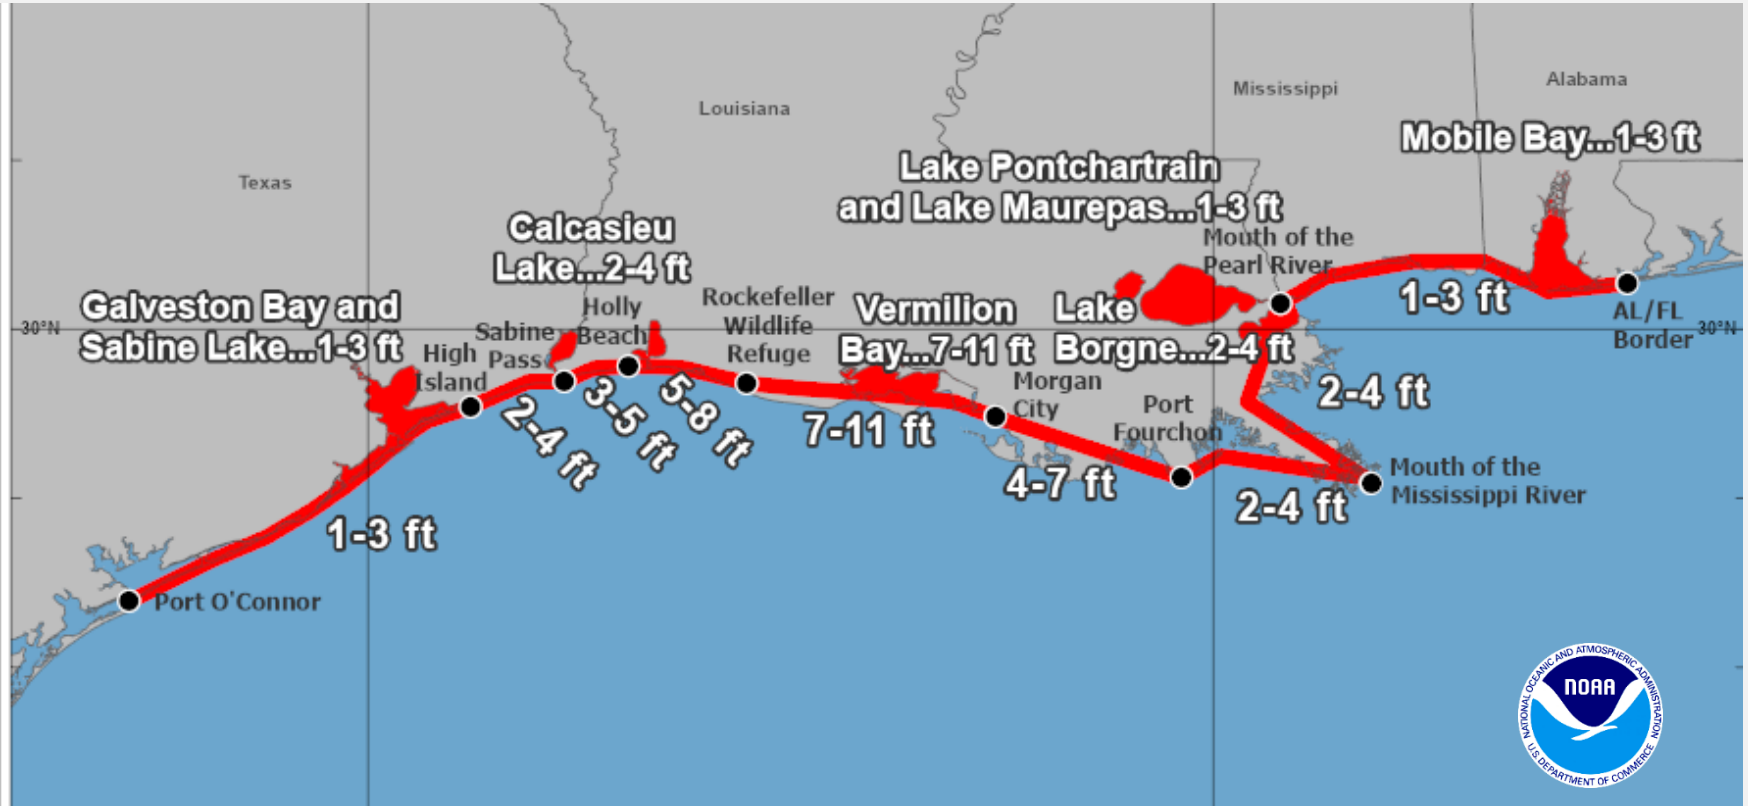 Texas
Louisiana
Mississippi
Alabama
Mobile Bay...1-3 ft
Lake Pontchartrain
and Lake Maurepas...1-3 ft
Calcasieu
Lake...2-4 ft
Mouth of the
Pearl River
Galveston Bay and
Sabine Lake...1-3 ft
30°N
High
Island
Sabine
Pass
Holly
Beach
Rockefeller
Wildlife
Refuge
Vermilion
Bay...7-11 ft
Lake
Borgne...2-4 ft
1-3 ft
AL/FL
Border
30°N
Morgan
City
Port
Fourchon
2-4 ft
2-4 ft
3-5 ft
5-8 ft
7-11 ft
4-7 ft
2-4 ft
Mouth of the
Mississippi River
1-3 ft
Port O'Connor
NATIONAL OCEANIC AND ATMOSPHERIC ADMINISTRATION
NOAA
U.S. DEPARTMENT OF COMMERCE